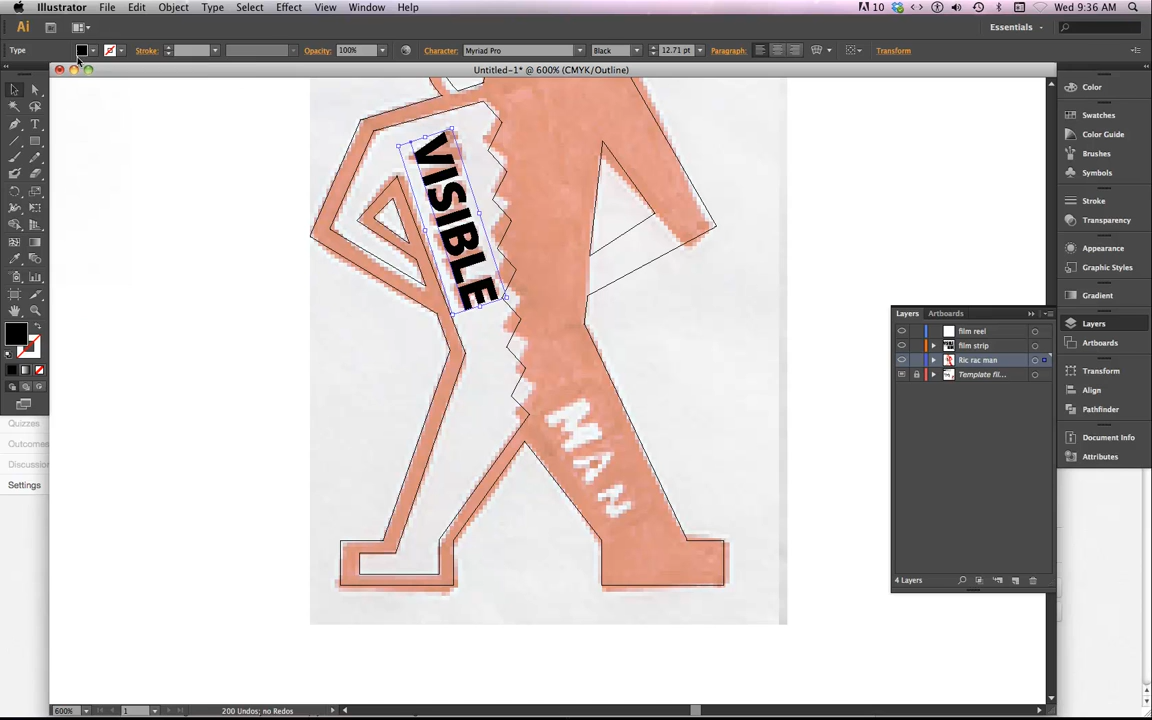 Illustrator File Edit Object Type Select Effect View Window Help
10
Wed 9:36 AM
Ai
Essentials
Type
Stroke:
Opacity: 100%
Character: Myriad Pro
Black
12.71 pt
Paragraph:
Transform
Untitled-1* @ 600% (CMYK/Outline)
VISIBLE
MAN
Color
Swatches
Color Guide
Brushes
Symbols
Stroke
Transparency
Appearance
Graphic Styles
Gradient
Layers
Artboards
Transform
Align
Pathfinder
Document Info
Attributes
Layers Artboards
film reel
film strip
Ric rac man
Template fil...
4 Layers
Quizzes
Outcomes
Discussion
Settings
600%
1
200 Undos; no Redos